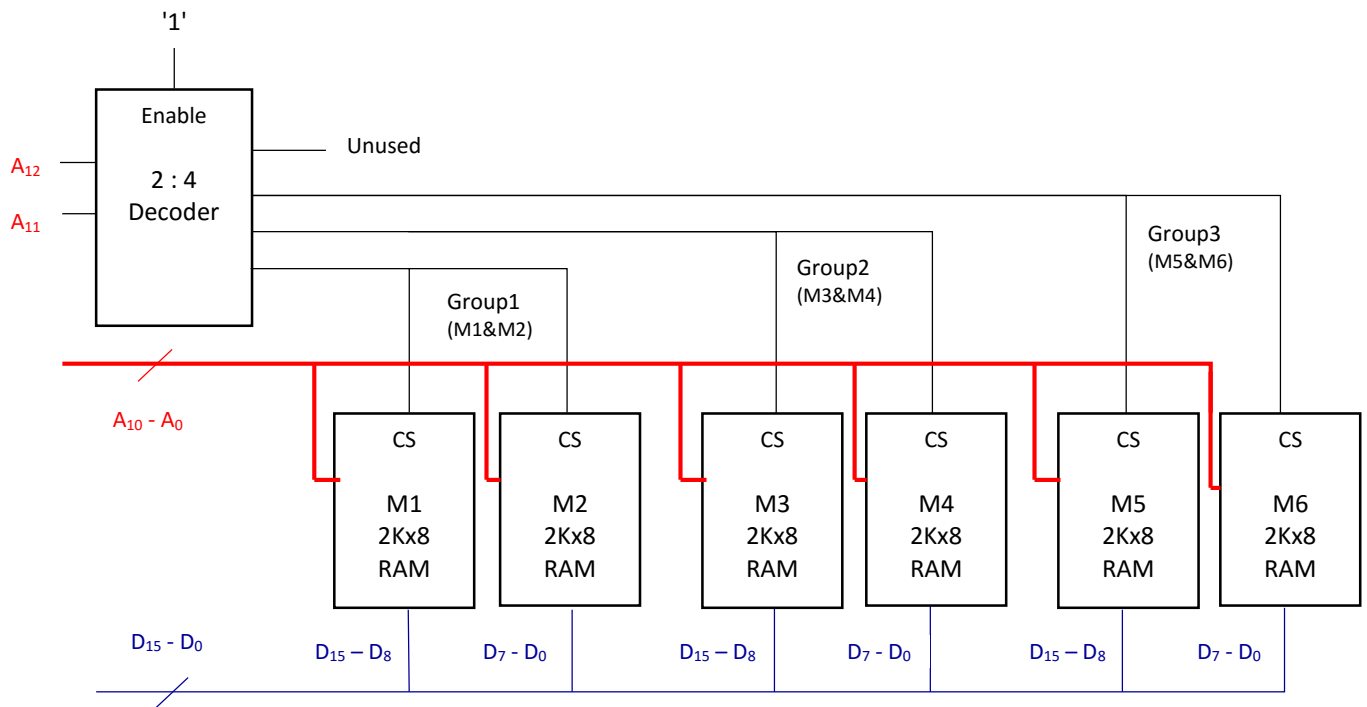 '1'
Enable
2 : 4
Decoder
A₁₂
A₁₁
Unused
Group1
(M1&M2)
Group2
(M3&M4)
Group3
(M5&M6)
A₁₀ - A₀
CS
M1
2Kx8
RAM
CS
M2
2Kx8
RAM
CS
M3
2Kx8
RAM
CS
M4
2Kx8
RAM
CS
M5
2Kx8
RAM
CS
M6
2Kx8
RAM
D₁₅ - D₀
D₁₅ – D₈
D₇ - D₀
D₁₅ – D₈
D₇ - D₀
D₁₅ – D₈
D₇ - D₀